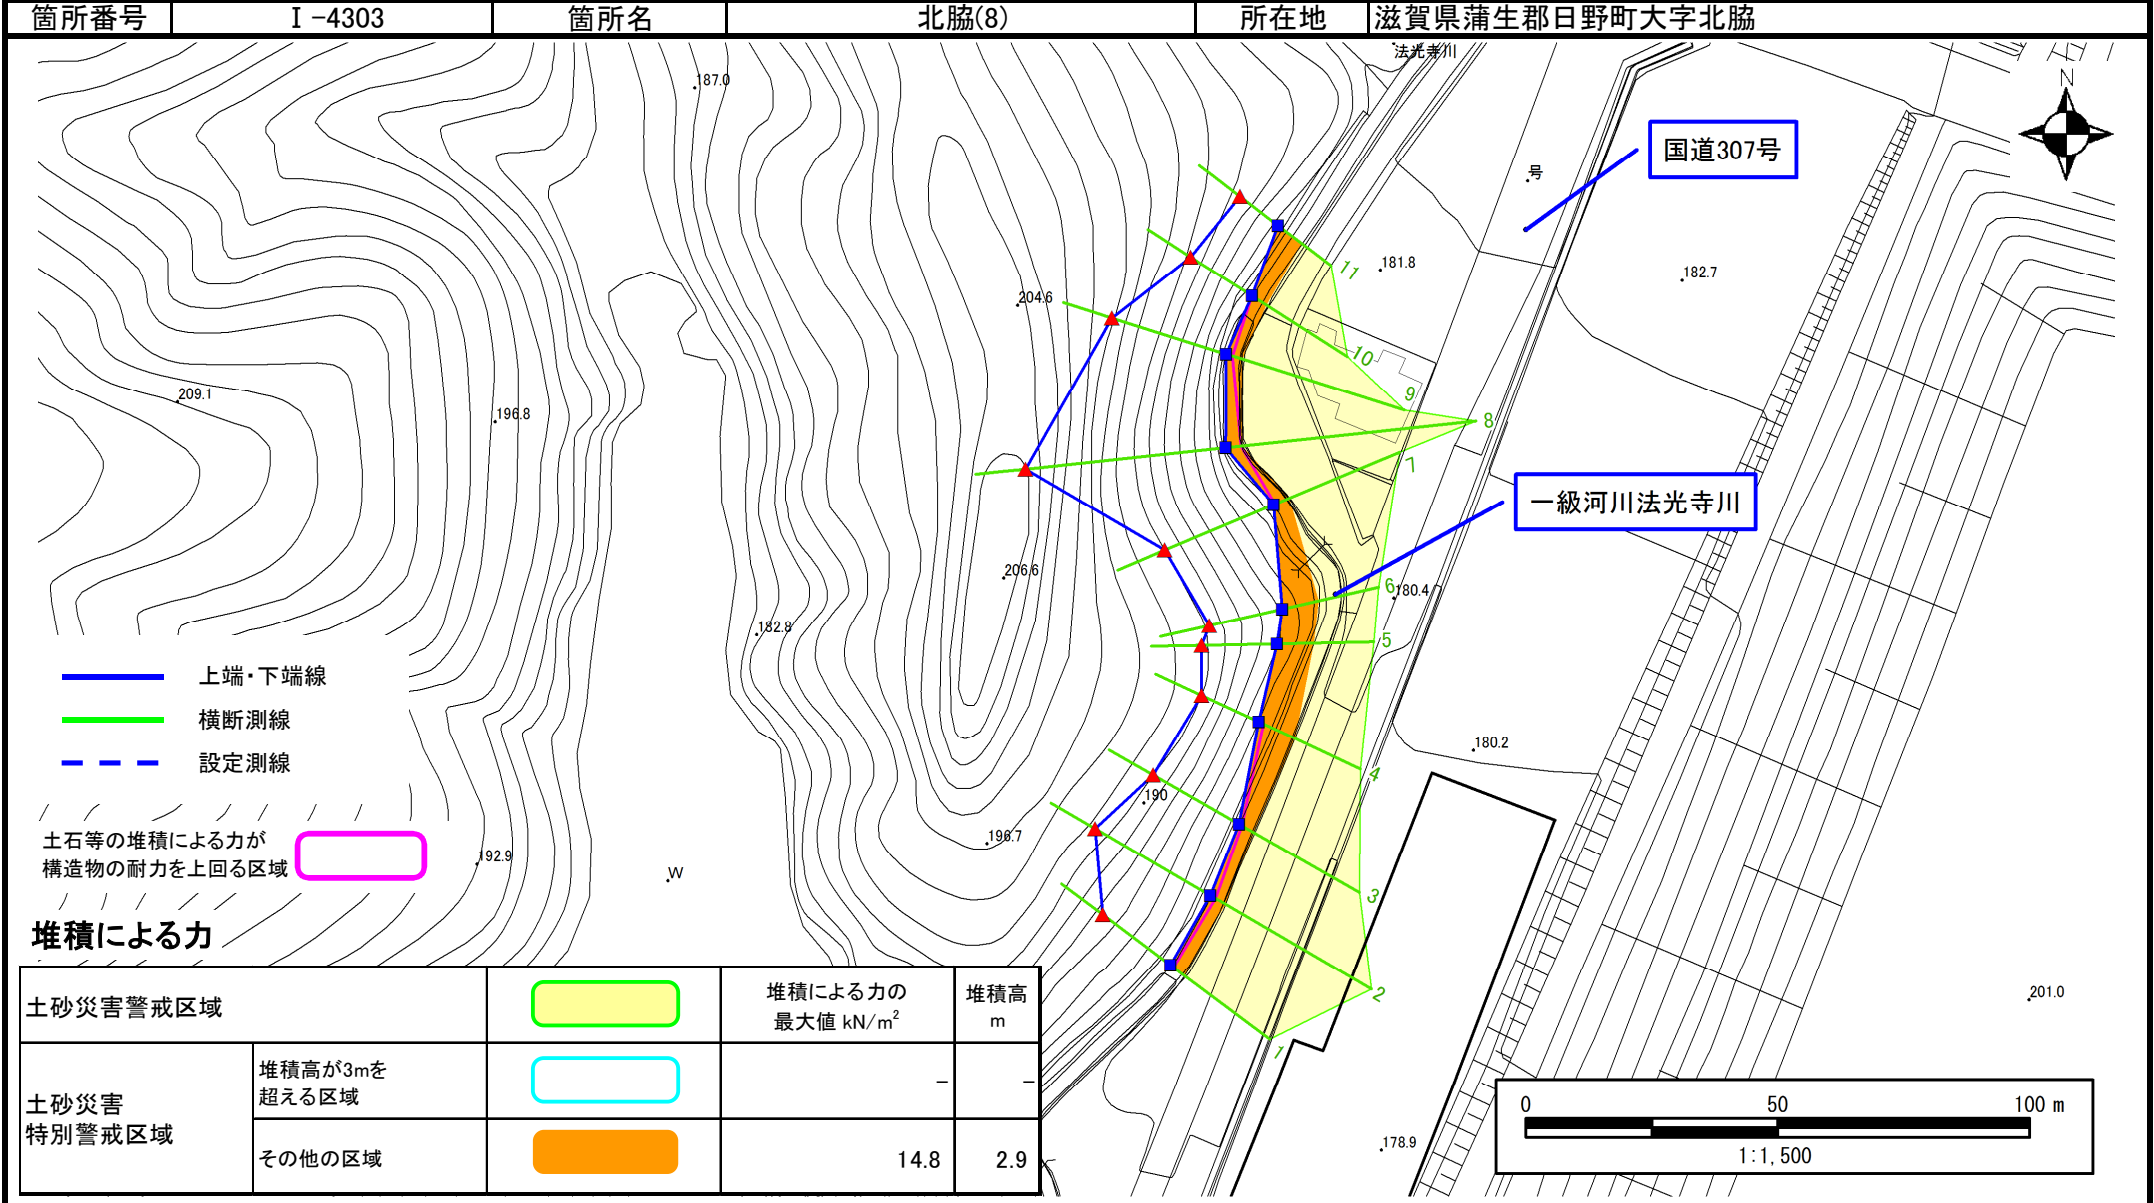 箇所番号 Ⅰ-4303 箇所名 北脇(8) 所在地 滋賀県蒲生郡日野町大字北脇
法光寺川
187.0
N
国道307号
号
11
181.8
182.7
204.6
10
209.1
196.8
9
8
7
一級河川法光寺川
206.6
6
180.4
182.8
5
上端・下端線
横断測線
設定測線
180.2
4
190
土石等の堆積による力が
構造物の耐力を上回る区域
196.7
192.9
W
3
堆積による力
2
201.0
1
土砂災害警戒区域
堆積による力の
最大値 kN/m²
堆積高
m
土砂災害
特別警戒区域
堆積高が3mを
超える区域
- -
その他の区域
14.8 2.9
178.9
0 50 100 m
1:1,500